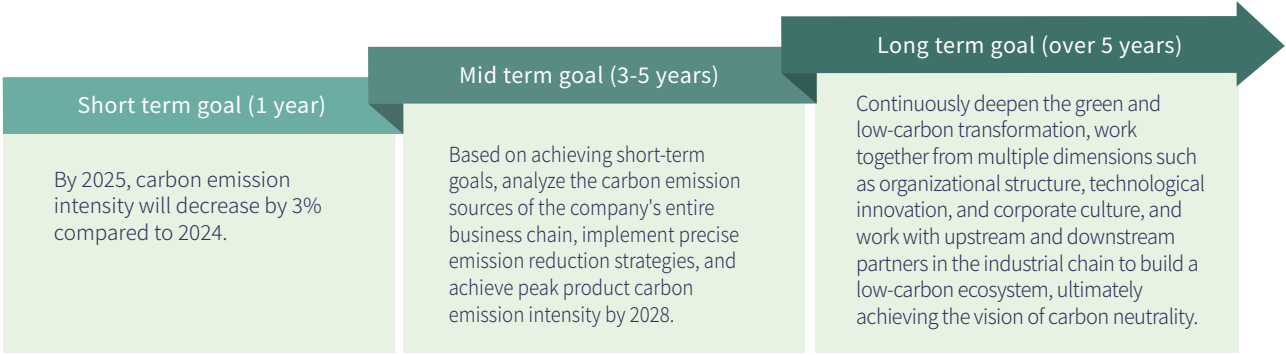 Short term goal (1 year)
By 2025, carbon emission
intensity will decrease by 3%
compared to 2024.
Mid term goal (3-5 years)
Based on achieving short-term
goals, analyze the carbon emission
sources of the company's entire
business chain, implement precise
emission reduction strategies, and
achieve peak product carbon
emission intensity by 2028.
Long term goal (over 5 years)
Continuously deepen the green and
low-carbon transformation, work
together from multiple dimensions such
as organizational structure, technological
innovation, and corporate culture, and
work with upstream and downstream
partners in the industrial chain to build a
low-carbon ecosystem, ultimately
achieving the vision of carbon neutrality.